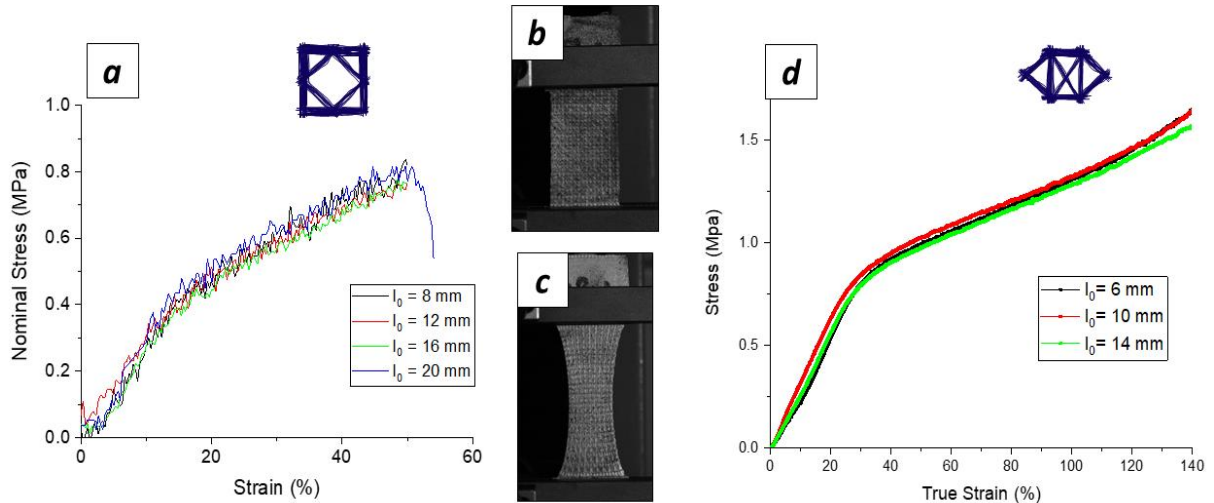 a
1.0
0.8
0.6
0.4
0.2
0.0
Nominal Stress (MPa)
0 20 40 60
Strain (%)
l₀ = 8 mm
l₀ = 12 mm
l₀ = 16 mm
l₀ = 20 mm
b
c
d
1.5
1.0
0.5
0.0
Stress (Mpa)
0 20 40 60 80 100 120 140
True Strain (%)
l₀= 6 mm
l₀= 10 mm
l₀= 14 mm